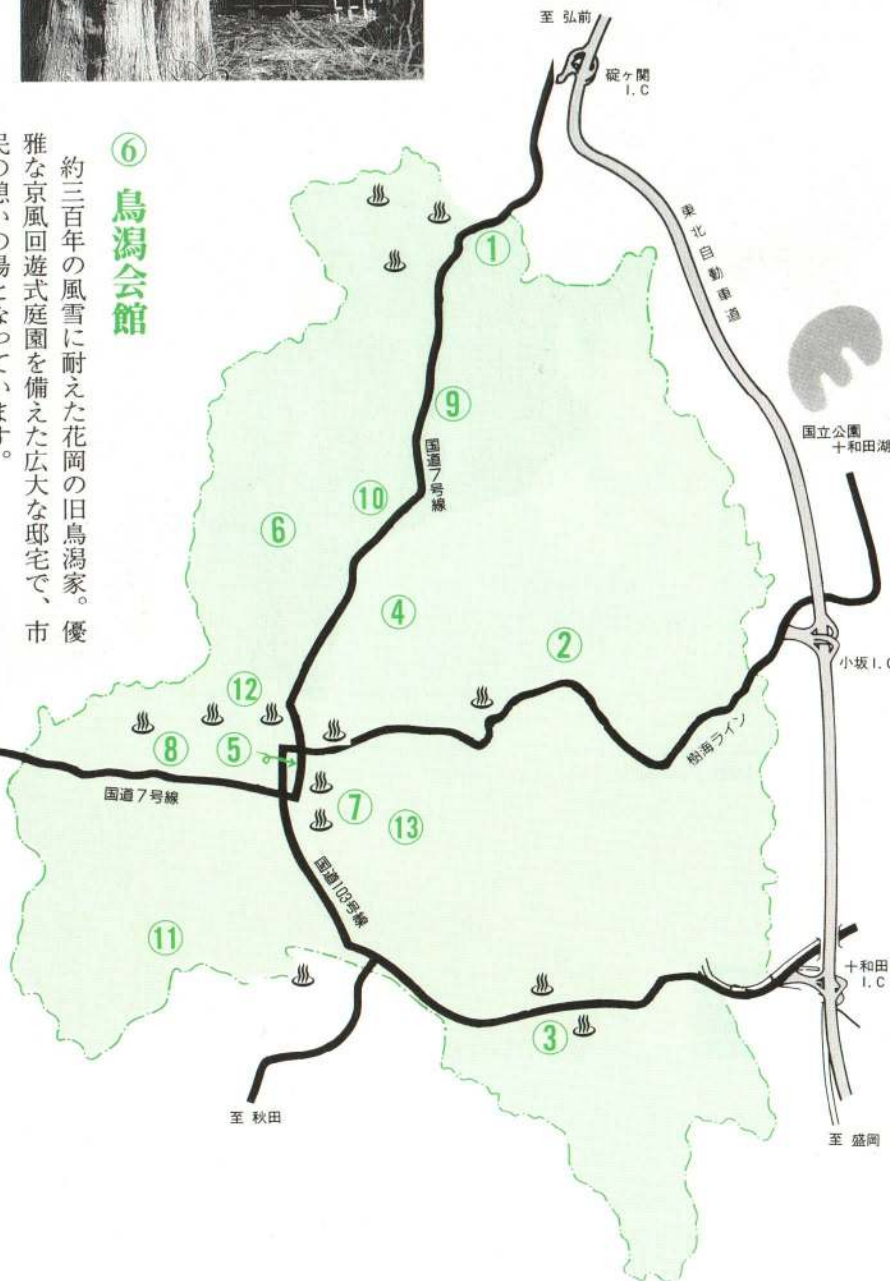 至 弘前
碇ヶ関
I.C
東北自動車道
⑥ 鳥潟会館
約三百年の風雪に耐えた花岡の旧鳥潟家。優
雅な京風回遊式庭園を備えた広大な邸宅で、市
民の憩いの場となっています。
①
⑨
国道7号線
⑩
⑥
④
②
国立公園
十和田湖
小坂I.C
樹海ライン
⑫
⑧
⑤
国道7号線
⑦
⑬
国道103号線
⑪
③
十和田
I.C
至 秋田
至 盛岡